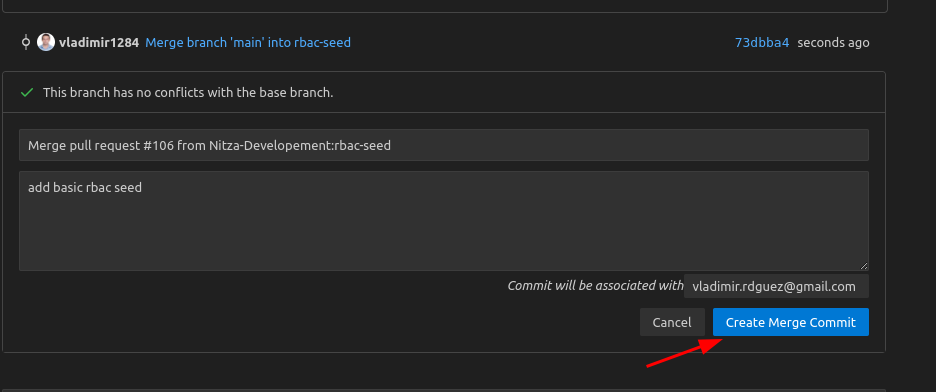 vladimir1284 Merge branch 'main' into rbac-seed 73dbba4 seconds ago
This branch has no conflicts with the base branch.
Merge pull request #106 from Nitza-Developement:rbac-seed
add basic rbac seed
Commit will be associated with vladimir.rdguez@gmail.com
Cancel Create Merge Commit